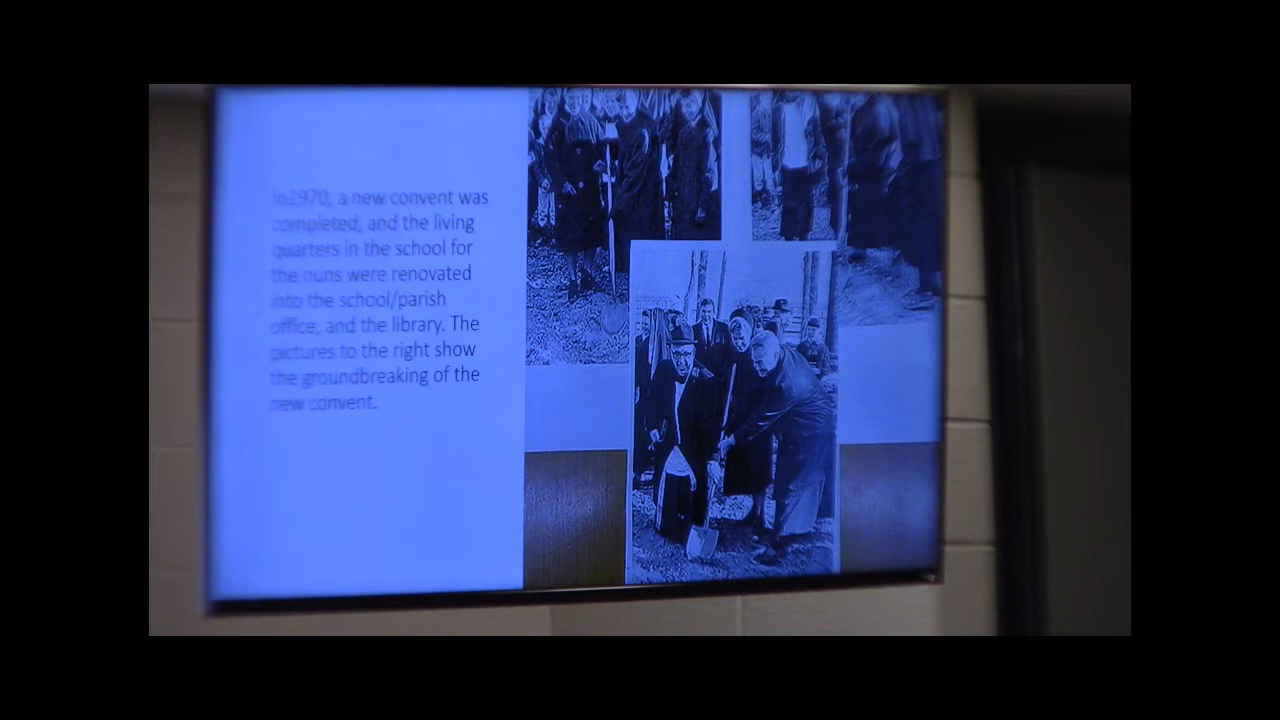 In1970, a new convent was
completed, and the living
quarters in the school for
the nuns were renovated
into the school/parish
office, and the library. The
pictures to the right show
the groundbreaking of the
new convent.